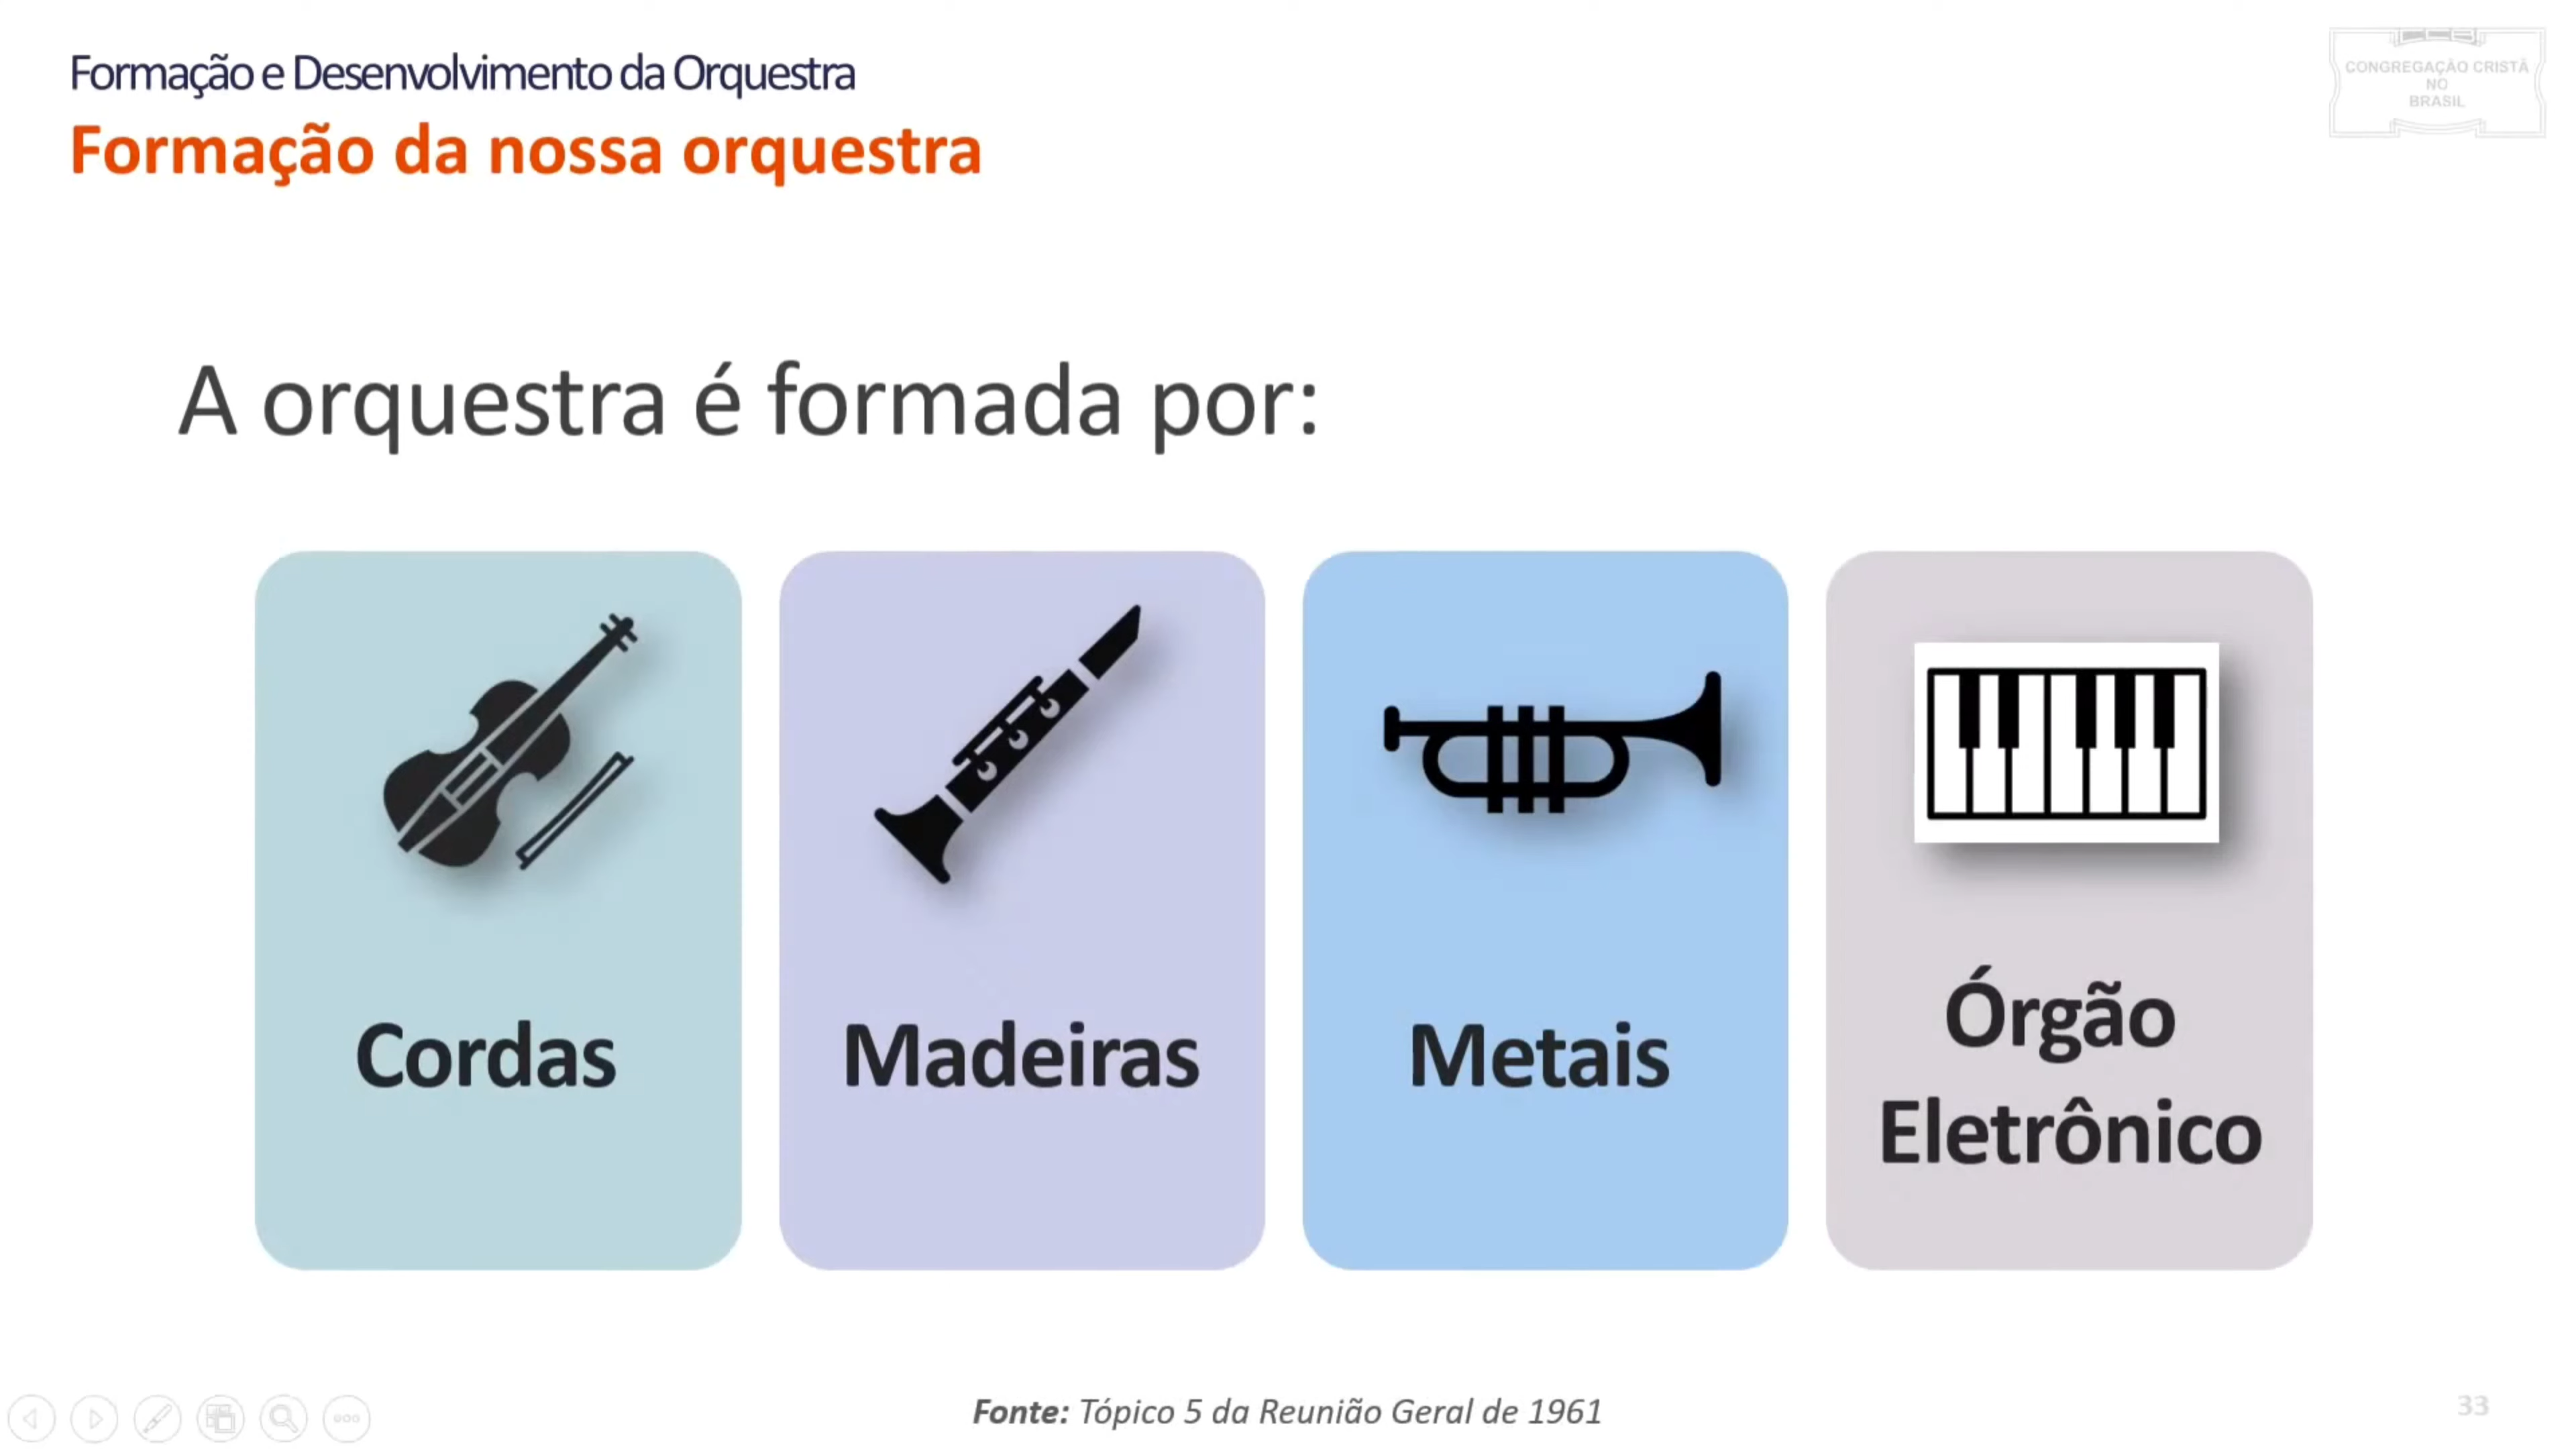 Formação e Desenvolvimento da Orquestra
Formação da nossa orquestra
CONGREGAÇÃO CRISTÃ
NO
BRASIL
A orquestra é formada por:
Cordas
Madeiras
Metais
Órgão
Eletrônico
Fonte: Tópico 5 da Reunião Geral de 1961
33